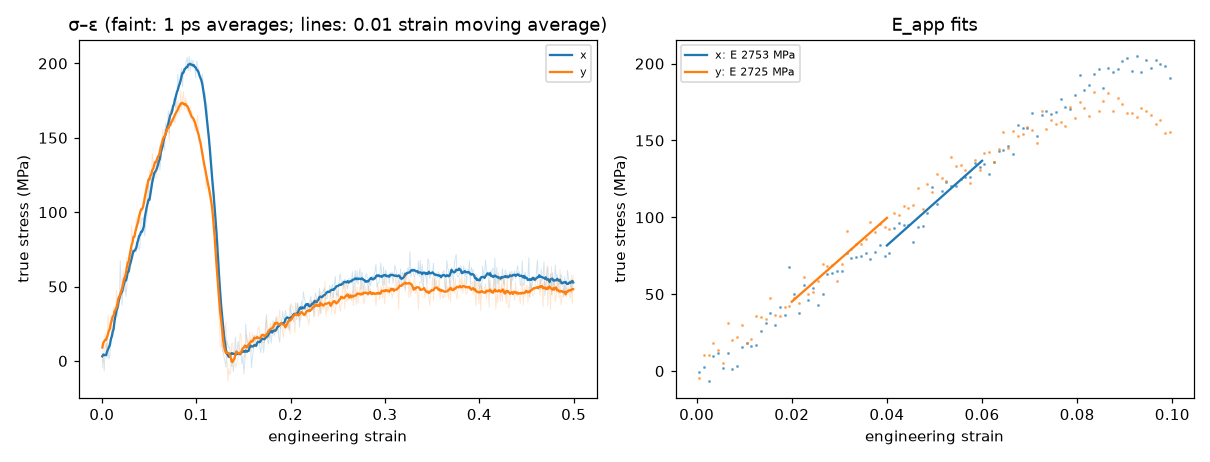 σ–ε (faint: 1 ps averages; lines: 0.01 strain moving average)
x
y
true stress (MPa)
200
150
100
50
0
0.0 0.1 0.2 0.3 0.4 0.5
engineering strain
E_app fits
x: E 2753 MPa
y: E 2725 MPa
true stress (MPa)
200
150
100
50
0
0.00 0.02 0.04 0.06 0.08 0.10
engineering strain